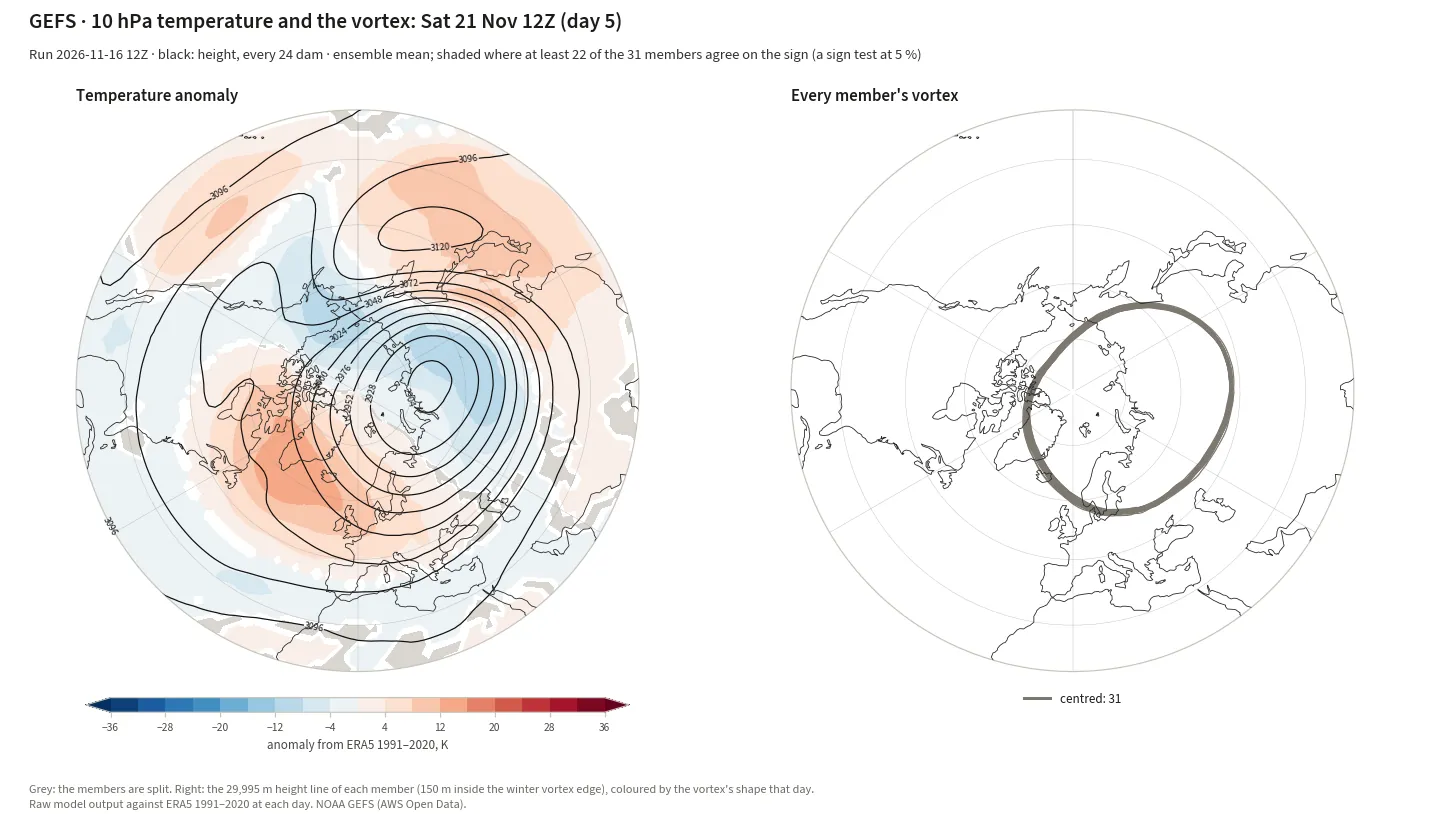 GEFS · 10 hPa temperature and the vortex: Sat 21 Nov 12Z (day 5)
Run 2026-11-16 12Z · black: height, every 24 dam · ensemble mean; shaded where at least 22 of the 31 members agree on the sign (a sign test at 5 %)
Temperature anomaly
Every member's vortex
3096
3096
3120
3072
3048
3024
2976
2928
2952
3096
3096
centred: 31
−36 −28 −20 −12 −4 4 12 20 28 36
anomaly from ERA5 1991–2020, K
Grey: the members are split. Right: the 29,995 m height line of each member (150 m inside the winter vortex edge), coloured by the vortex's shape that day.
Raw model output against ERA5 1991–2020 at each day. NOAA GEFS (AWS Open Data).